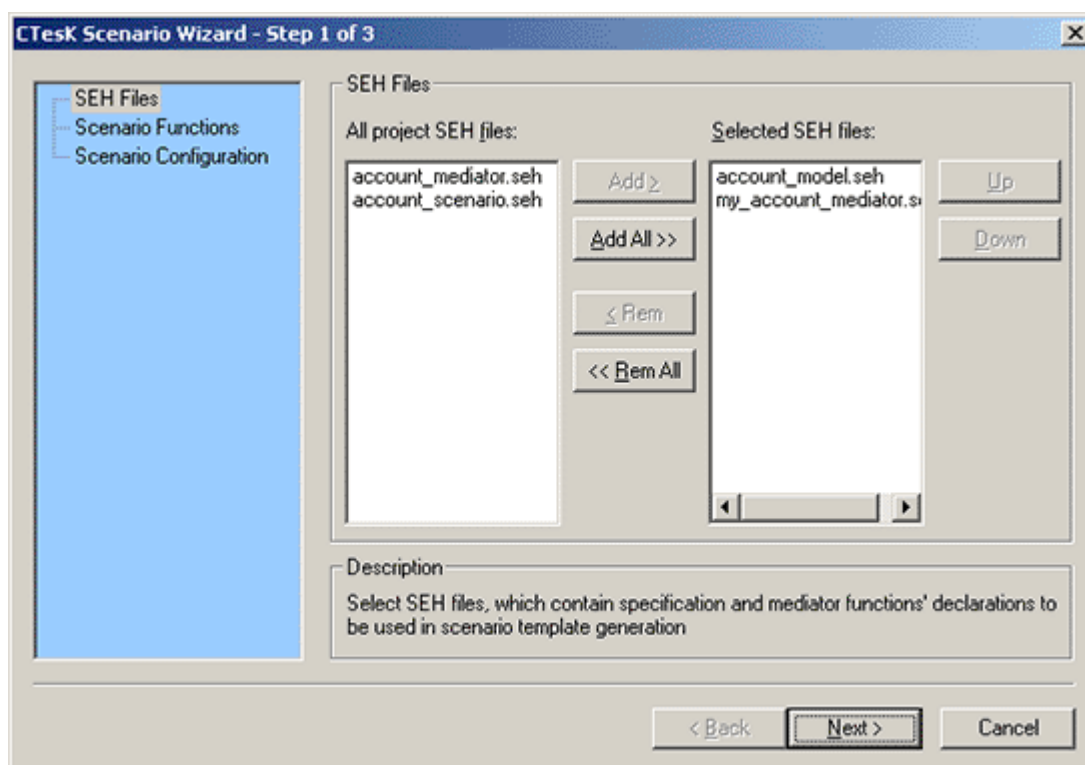 CTesK Scenario Wizard - Step 1 of 3
SEH Files
Scenario Functions
Scenario Configuration
SEH Files
All project SEH files:
account_mediator.seh
account_scenario.seh
Add >
Add All >>
< Rem
<< Rem All
Selected SEH files:
account_model.seh
my_account_mediator.s
Up
Down
Description
Select SEH files, which contain specification and mediator functions' declarations to
be used in scenario template generation
< Back
Next >
Cancel